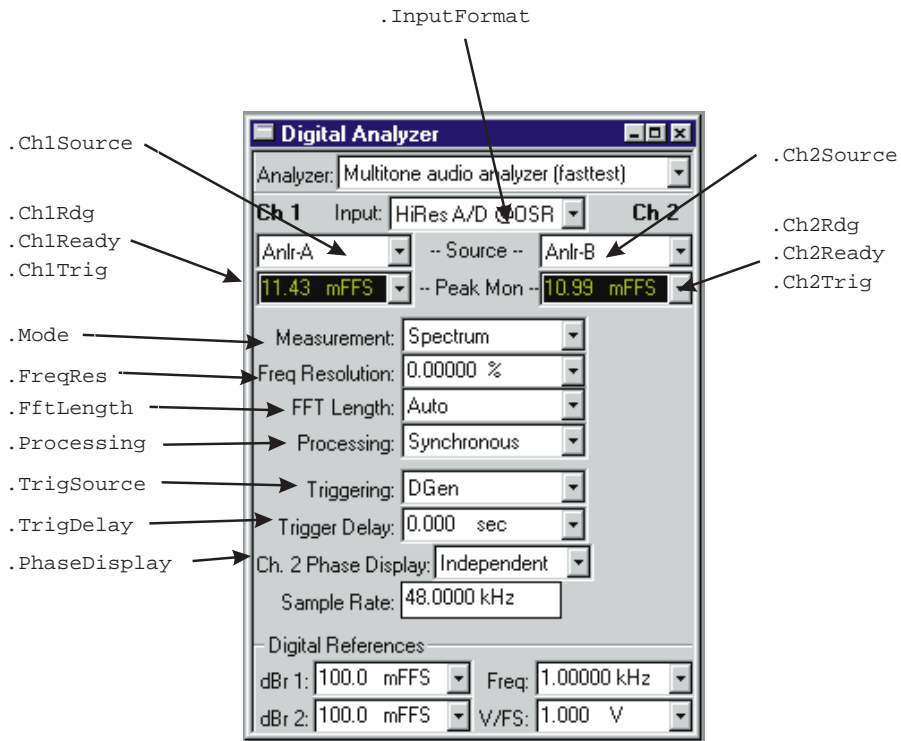 .InputFormat
Digital Analyzer
.Ch1Source
.Ch2Source
Analyzer: Multitone audio analyzer (fasttest)
.Ch1Rdg
.Ch1Ready
.Ch1Trig
Ch 1 Input: HiRes A/D @OSR Ch 2
.Ch2Rdg
.Ch2Ready
.Ch2Trig
Anlr-A -- Source -- Anlr-B
11.43 mFFS -- Peak Mon -- 10.99 mFFS
.Mode Measurement: Spectrum
.FreqRes Freq Resolution: 0.00000 %
.FftLength FFT Length: Auto
.Processing Processing: Synchronous
.TrigSource Triggering: DGen
.TrigDelay Trigger Delay: 0.000 sec
.PhaseDisplay Ch. 2 Phase Display: Independent
Sample Rate: 48.0000 kHz
Digital References
dBr 1: 100.0 mFFS Freq: 1.00000 kHz
dBr 2: 100.0 mFFS V/FS: 1.000 V